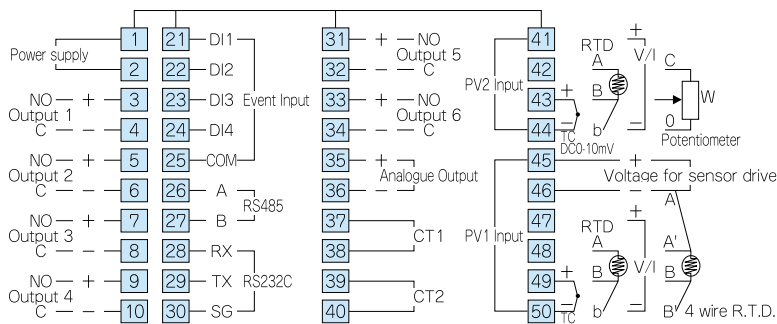 1 21 DI1 31 + NO 41
Power supply Output 5
2 22 DI2 32 − C 42
Event Input
3 23 DI3 33 + NO 43
NO +
Output 1 Output 6
C − 4 24 DI4 34 − C 44
PV2 Input
+
−
TC
DC0-10mV
RTD
A
B
b
+
V/I
−
C
W
0
Potentiometer
NO + 5 25 COM 35 + 45 +
Output 2 Analogue Output Voltage for sensor drive
C − 6 26 A 36 − 46 −
RS485
NO + 7 27 B 37 47
Output 3 CT1 PV1 Input
C − 8 28 RX 38 48
NO + 9 29 TX 39 49
Output 4 RS232C CT2
C − 10 30 SG 40 50
+
−
TC
RTD
A
B
b
+
V/I
−
A
A'
B
B'
4 wire R.T.D.